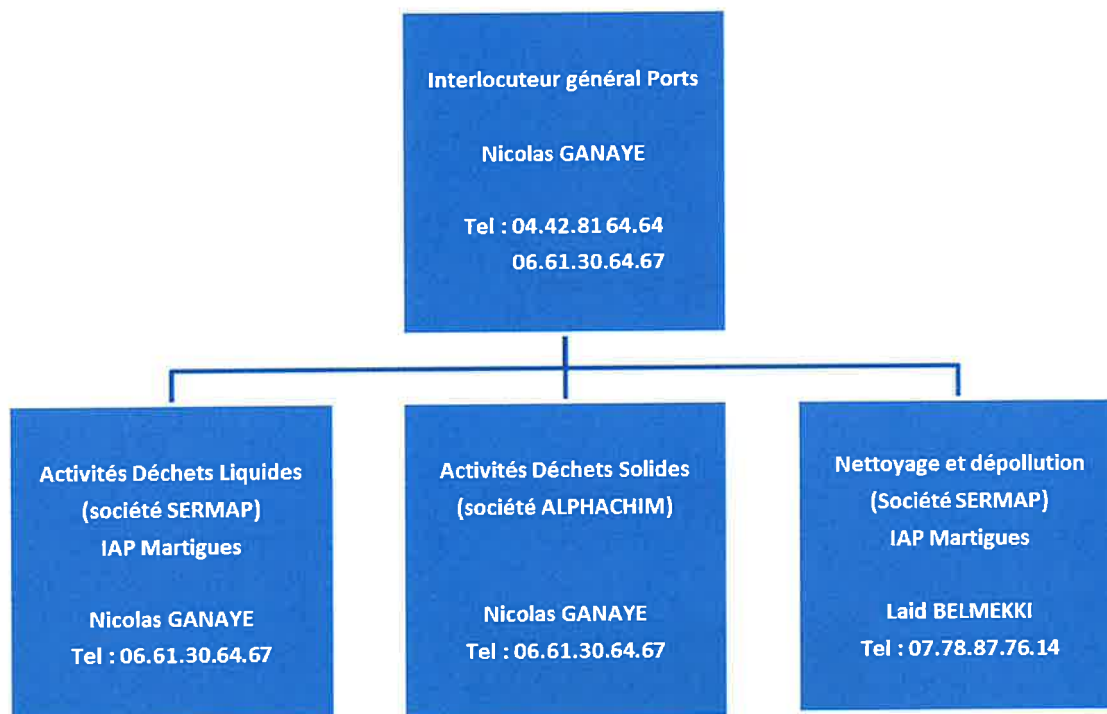 Interlocuteur général Ports
Nicolas GANAYE
Tel : 04.42.81 64.64
06.61.30.64.67
Activités Déchets Liquides
(société SERMAP)
IAP Martigues
Nicolas GANAYE
Tel : 06.61.30.64.67
Activités Déchets Solides
(société ALPHACHIM)
Nicolas GANAYE
Tel : 06.61.30.64.67
Nettoyage et dépollution
(Société SERMAP)
IAP Martigues
Laid BELMEKKI
Tel : 07.78.87.76.14